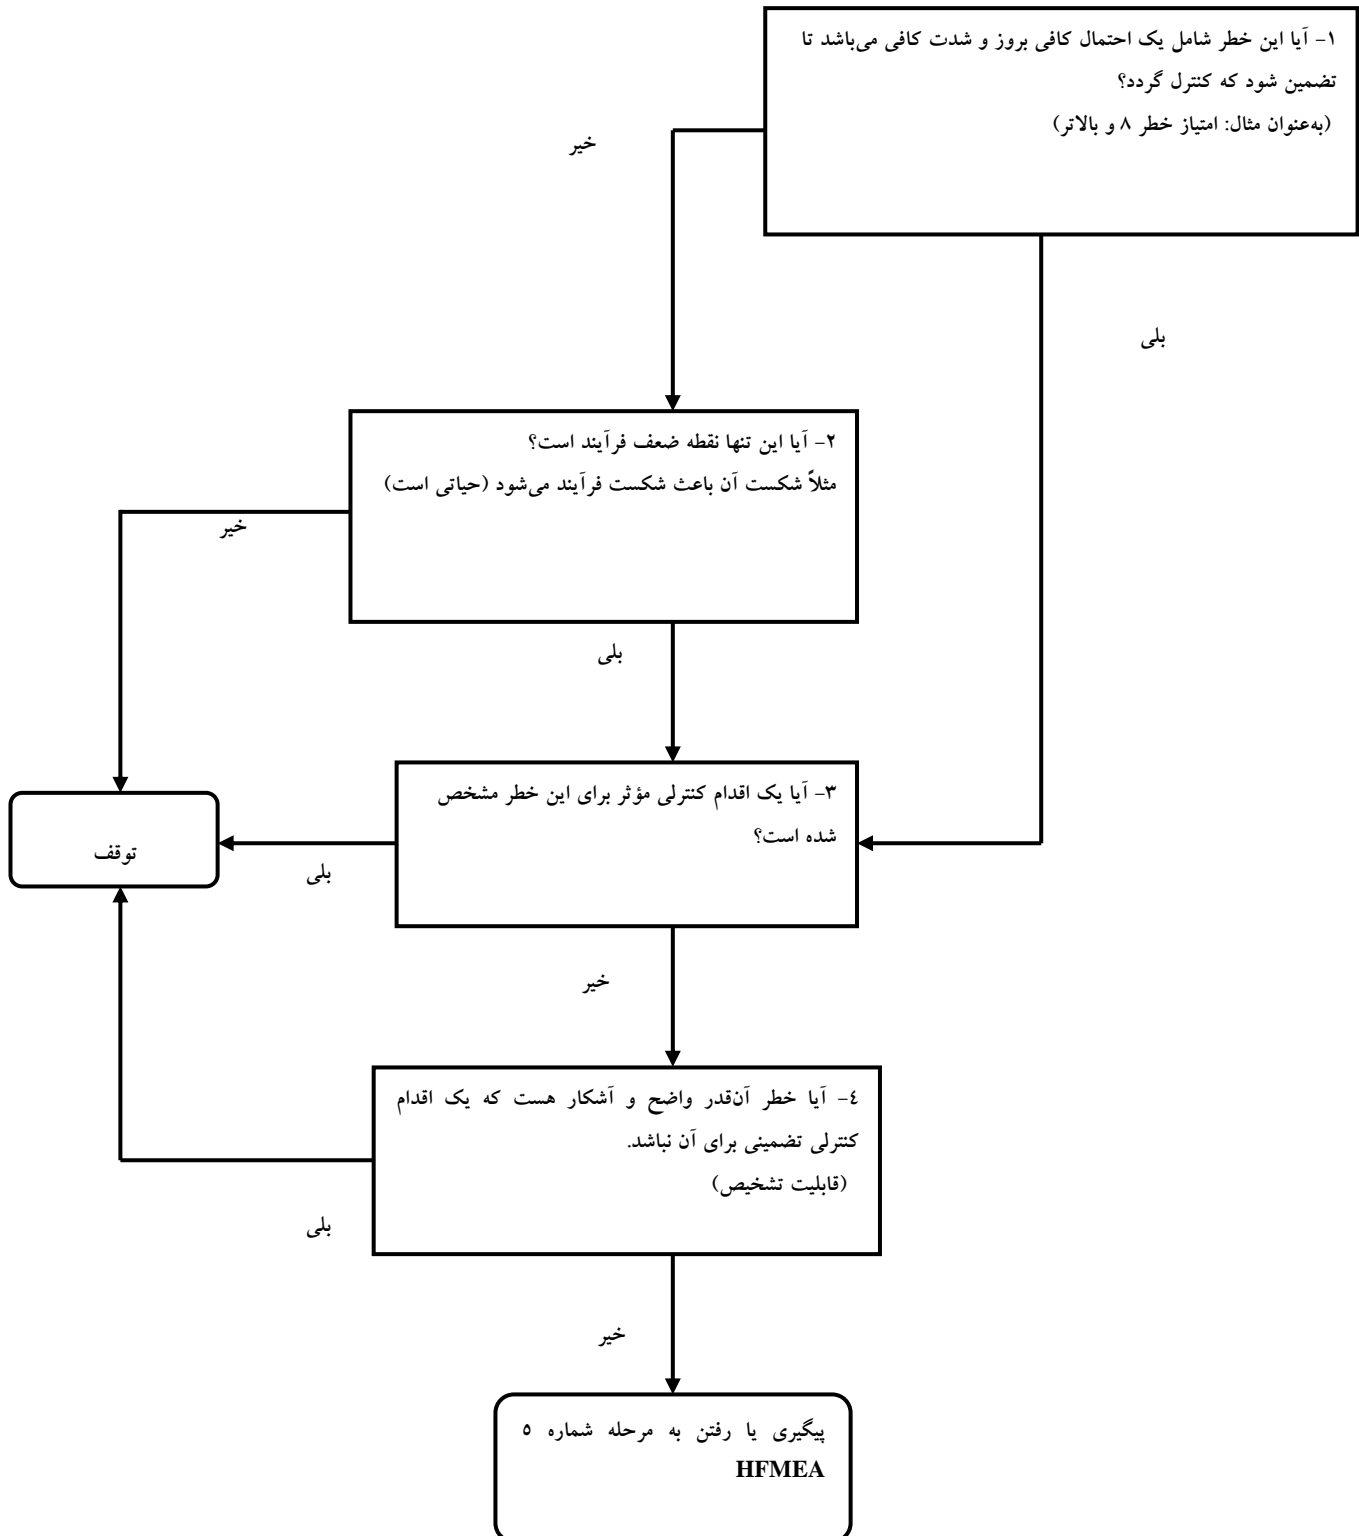 ۱- آیا این خطر شامل یک احتمال کافی بروز و شدت کافی می‌باشد تا
تضمین شود که کنترل گردد؟
(به‌عنوان مثال: امتیاز خطر ۸ و بالاتر)
خیر
بلی
۲- آیا این تنها نقطه ضعف فرآیند است؟
مثلاً شکست آن باعث شکست فرآیند می‌شود (حیاتی است)
خیر
بلی
۳- آیا یک اقدام کنترلی مؤثر برای این خطر مشخص
شده است؟
توقف
بلی
خیر
٤- آیا خطر آن‌قدر واضح و آشکار هست که یک اقدام
کنترلی تضمینی برای آن نباشد.
(قابلیت تشخیص)
بلی
خیر
پیگیری یا رفتن به مرحله شماره ٥
HFMEA